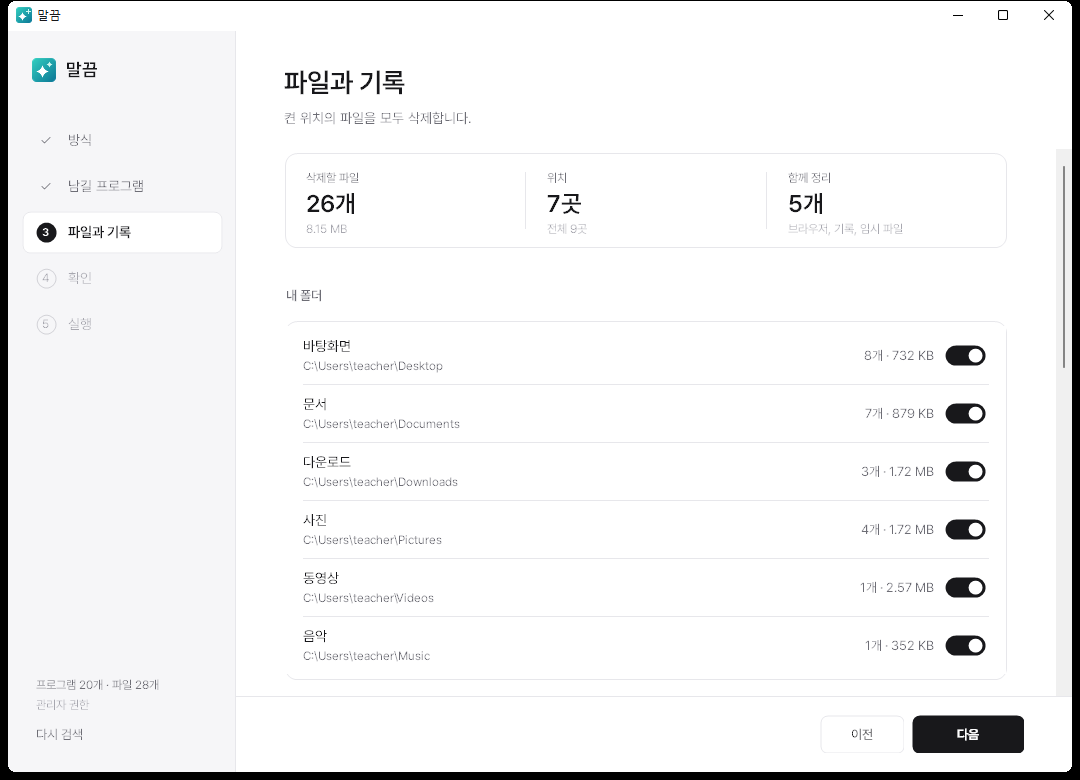 말끔
말끔
방식
남길 프로그램
3 파일과 기록
4 확인
5 실행
프로그램 20개 · 파일 28개
관리자 권한
다시 검색
파일과 기록
켠 위치의 파일을 모두 삭제합니다.
삭제할 파일
26개
8.15 MB
위치
7곳
전체 9곳
함께 정리
5개
브라우저, 기록, 임시 파일
내 폴더
바탕화면
C:\Users\teacher\Desktop
8개 · 732 KB
문서
C:\Users\teacher\Documents
7개 · 879 KB
다운로드
C:\Users\teacher\Downloads
3개 · 1.72 MB
사진
C:\Users\teacher\Pictures
4개 · 1.72 MB
동영상
C:\Users\teacher\Videos
1개 · 2.57 MB
음악
C:\Users\teacher\Music
1개 · 352 KB
이전
다음